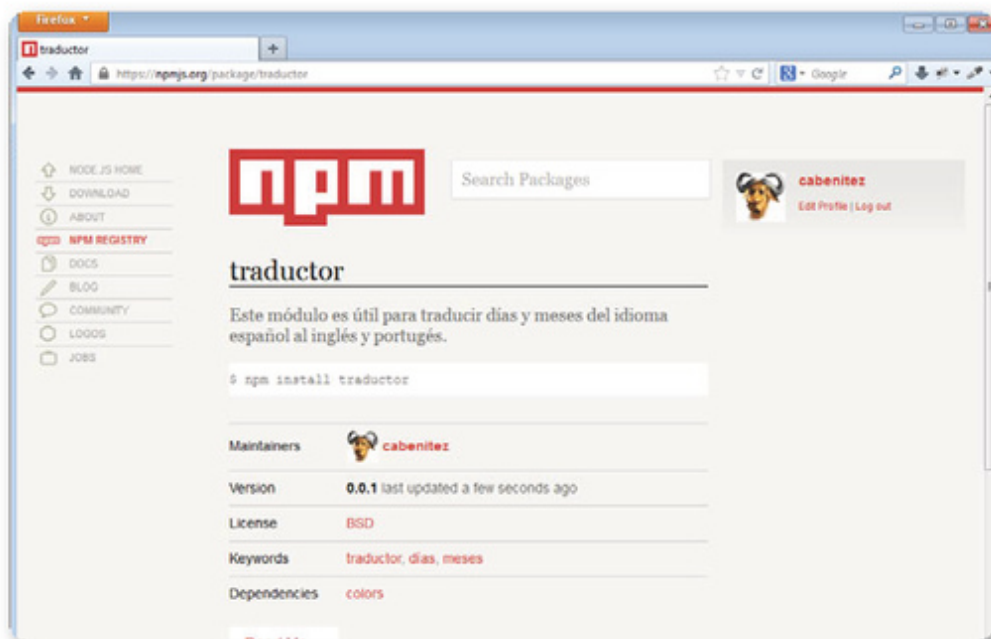 Firefox
traductor
https://npmjs.org/package/traductor
Google
NODE.JS HOME
DOWNLOAD
ABOUT
NPM REGISTRY
DOCS
BLOG
COMMUNITY
LOGOS
JOBS
npm
Search Packages
cabenitez
Edit Profile | Log out
traductor
Este módulo es útil para traducir días y meses del idioma
español al inglés y portugés.
$ npm install traductor
Maintainers cabenitez
Version 0.0.1 last updated a few seconds ago
License BSD
Keywords traductor, días, meses
Dependencies colors